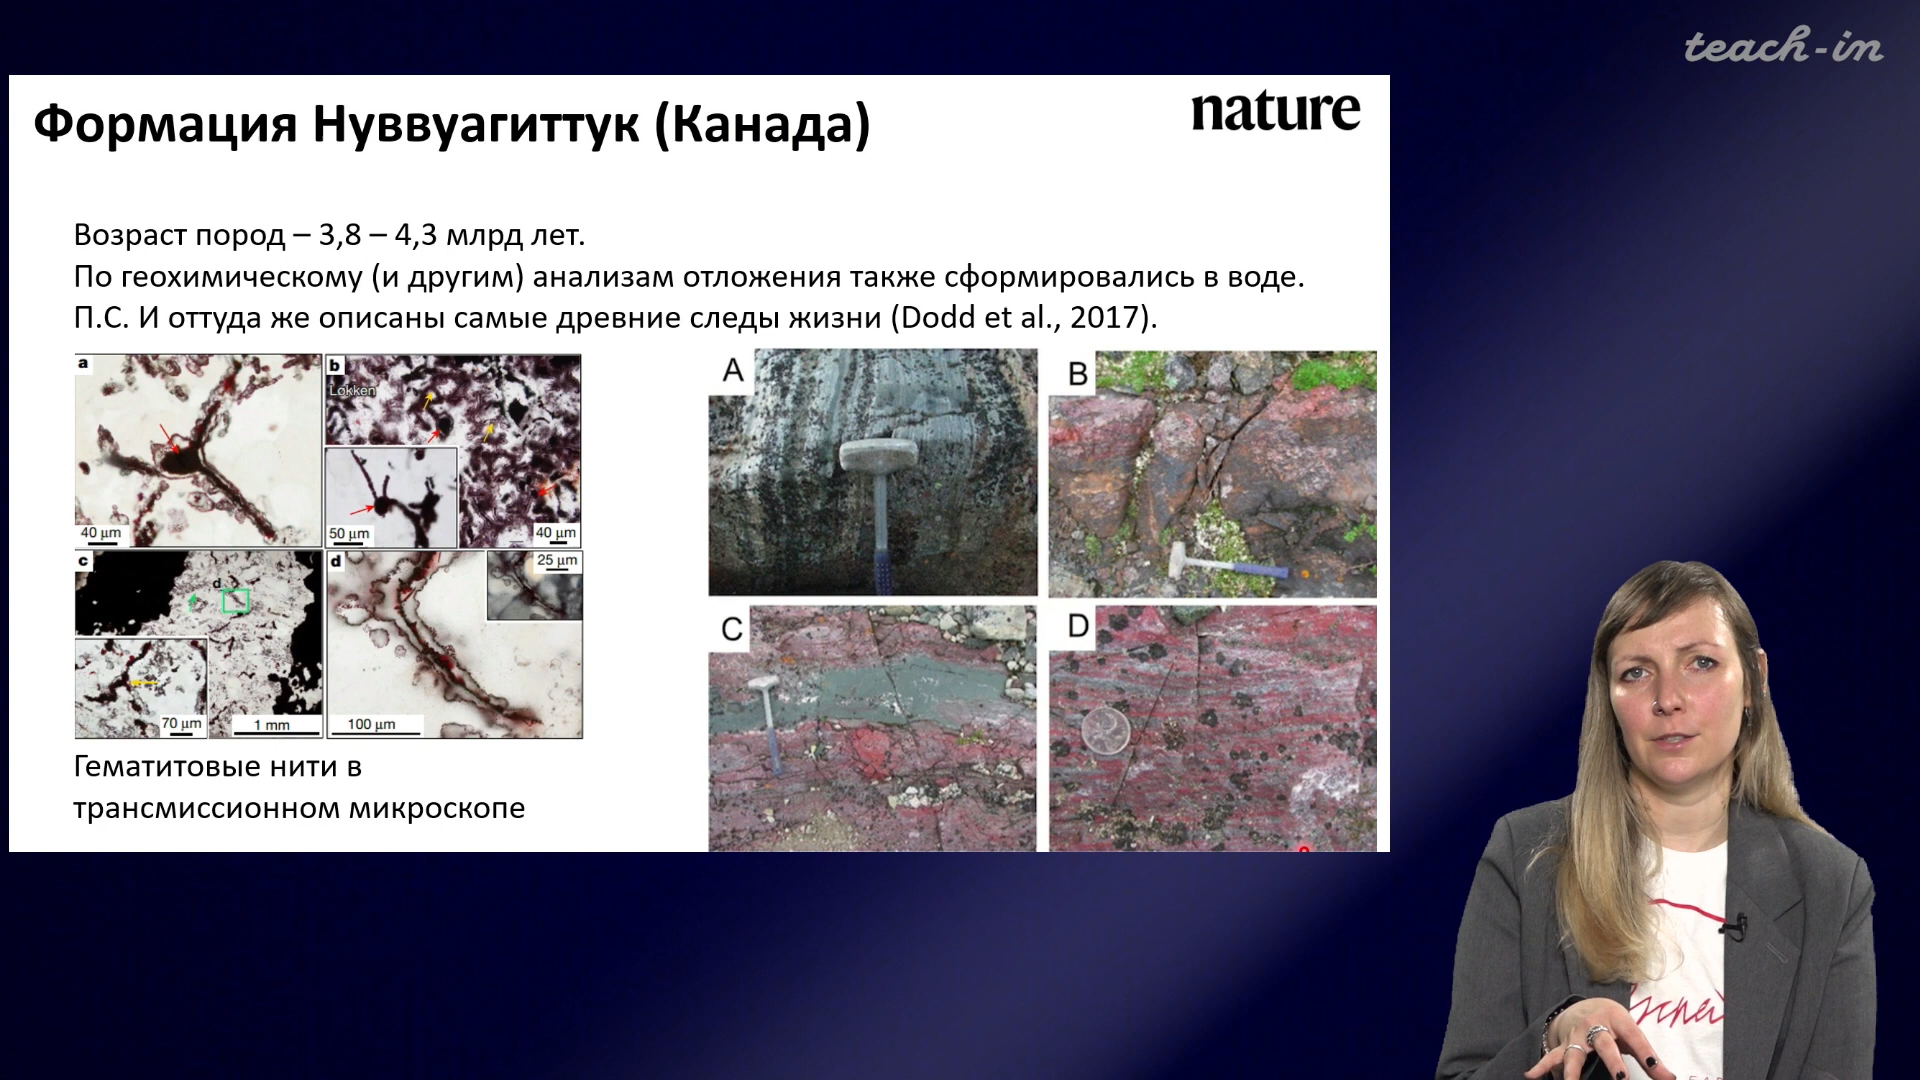 teach-in
Формация Нуввуагиттук (Канада)
nature
Возраст пород – 3,8 – 4,3 млрд лет.
По геохимическому (и другим) анализам отложения также сформировались в воде.
П.С. И оттуда же описаны самые древние следы жизни (Dodd et al., 2017).
a
40 µm
b
Løkken
50 µm
40 µm
c
d
70 µm
1 mm
d
25 µm
100 µm
A
B
C
D
Гематитовые нити в
трансмиссионном микроскопе